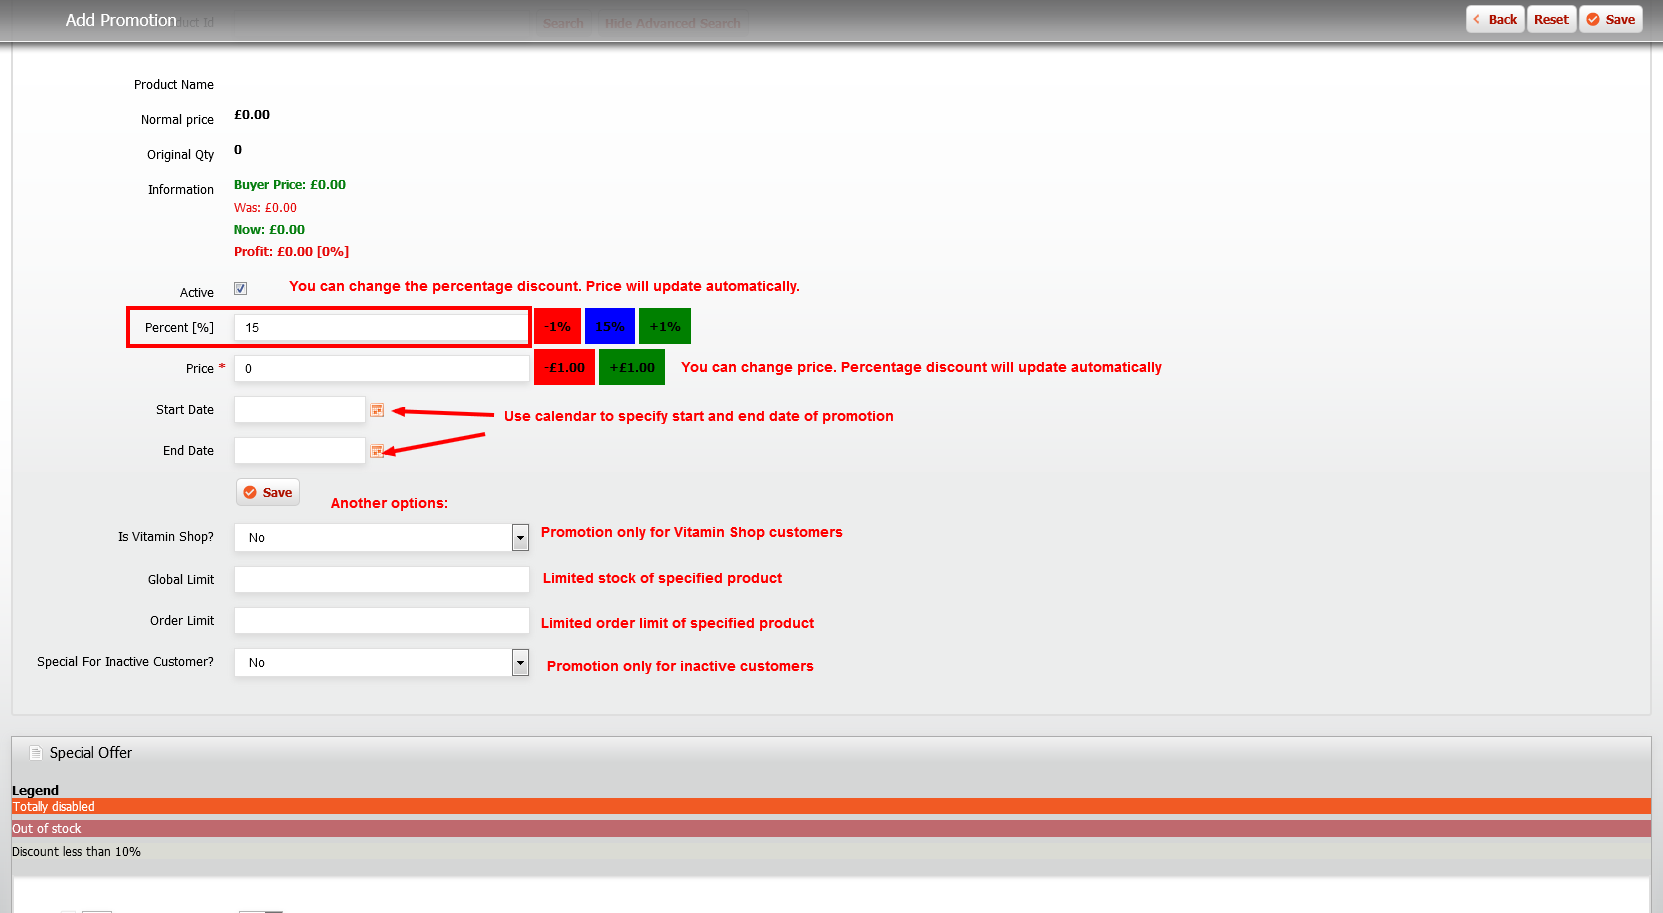 Add Promotion
Product Id
Search
Hide Advanced Search
Back
Reset
Save
Product Name
Normal price
£0.00
Original Qty
0
Information
Buyer Price: £0.00
Was: £0.00
Now: £0.00
Profit: £0.00 [0%]
Active
You can change the percentage discount. Price will update automatically.
Percent [%]
15
-1%
15%
+1%
Price *
0
-£1.00
+£1.00
You can change price. Percentage discount will update automatically
Start Date
Use calendar to specify start and end date of promotion
End Date
Save
Another options:
Is Vitamin Shop?
No
Promotion only for Vitamin Shop customers
Global Limit
Limited stock of specified product
Order Limit
Limited order limit of specified product
Special For Inactive Customer?
No
Promotion only for inactive customers
Special Offer
Legend
Totally disabled
Out of stock
Discount less than 10%